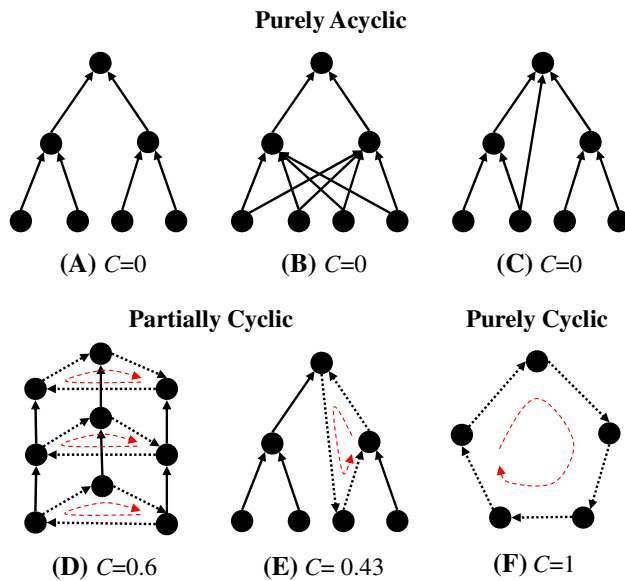 Purely Acyclic
(A) C=0
(B) C=0
(C) C=0
Partially Cyclic
Purely Cyclic
(D) C=0.6
(E) C= 0.43
(F) C=1